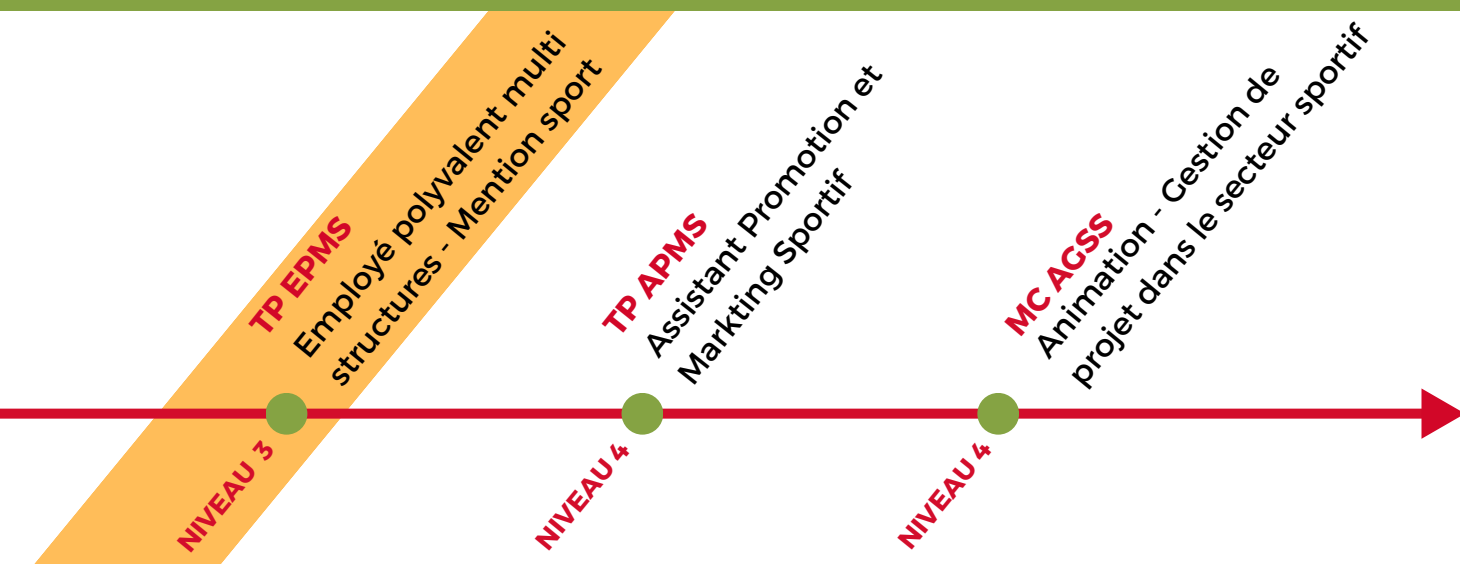 TP EPMS
Employé polyvalent multi
structures - Mention sport
NIVEAU 3
TP APMS
Assistant Promotion et
Markting Sportif
NIVEAU 4
MC AGSS
Animation - Gestion de
projet dans le secteur sportif
NIVEAU 4